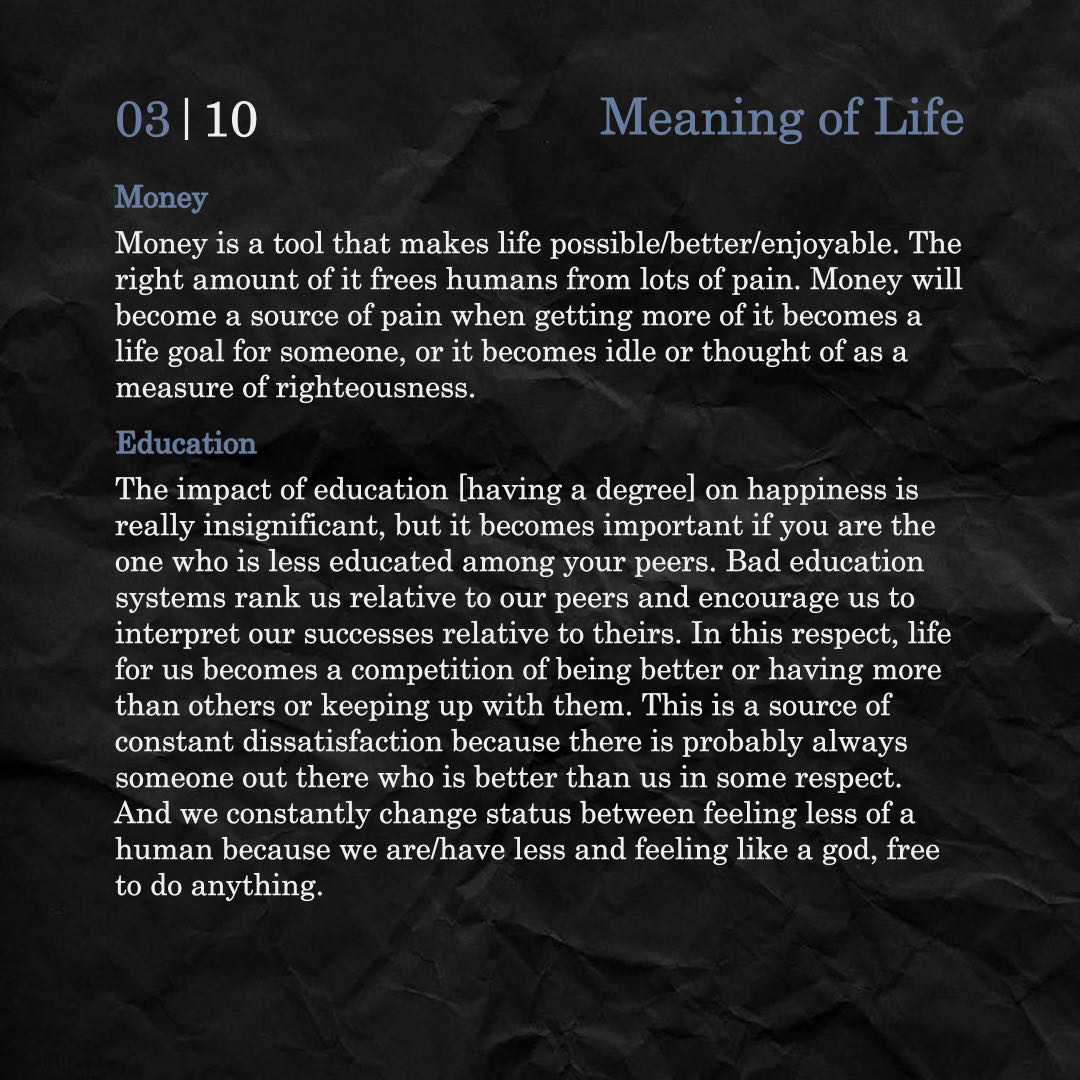 03 | 10
Meaning of Life
Money
Money is a tool that makes life possible/better/enjoyable. The
right amount of it frees humans from lots of pain. Money will
become a source of pain when getting more of it becomes a
life goal for someone, or it becomes idle or thought of as a
measure of righteousness.
Education
The impact of education [having a degree] on happiness is
really insignificant, but it becomes important if you are the
one who is less educated among your peers. Bad education
systems rank us relative to our peers and encourage us to
interpret our successes relative to theirs. In this respect, life
for us becomes a competition of being better or having more
than others or keeping up with them. This is a source of
constant dissatisfaction because there is probably always
someone out there who is better than us in some respect.
And we constantly change status between feeling less of a
human because we are/have less and feeling like a god, free
to do anything.